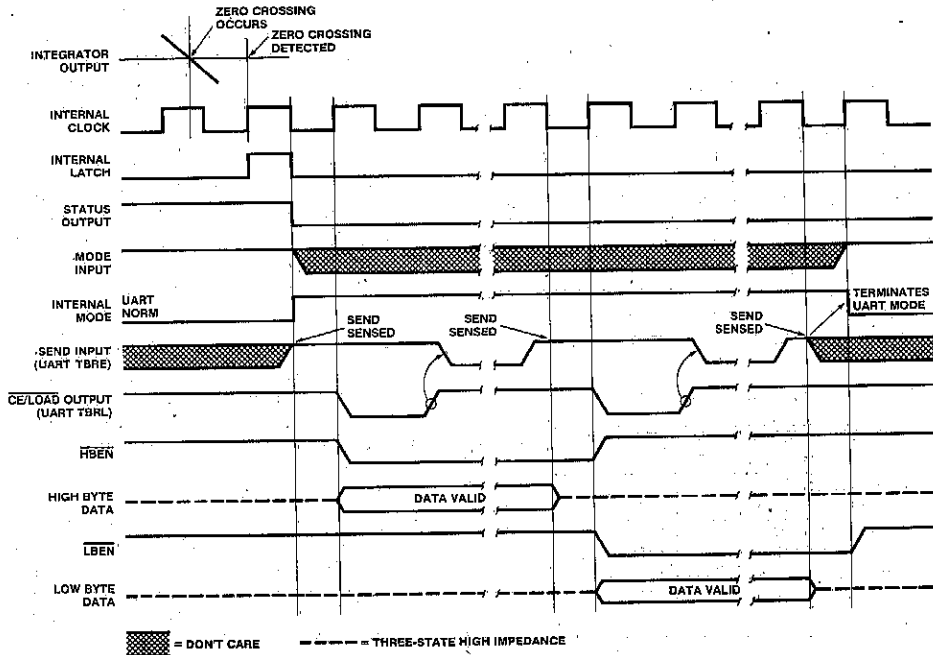 ZERO CROSSING
OCCURS
ZERO CROSSING
DETECTED
INTEGRATOR
OUTPUT
INTERNAL
CLOCK
INTERNAL
LATCH
STATUS
OUTPUT
MODE
INPUT
INTERNAL
MODE
UART
NORM
SEND
SENSED
SEND
SENSED
SEND
SENSED
TERMINATES
UART MODE
SEND INPUT
(UART TBRE)
CE/LOAD OUTPUT
(UART TBRL)
HBEN
HIGH BYTE
DATA
DATA VALID
LBEN
LOW BYTE
DATA
DATA VALID
= DON'T CARE
= THREE-STATE HIGH IMPEDANCE